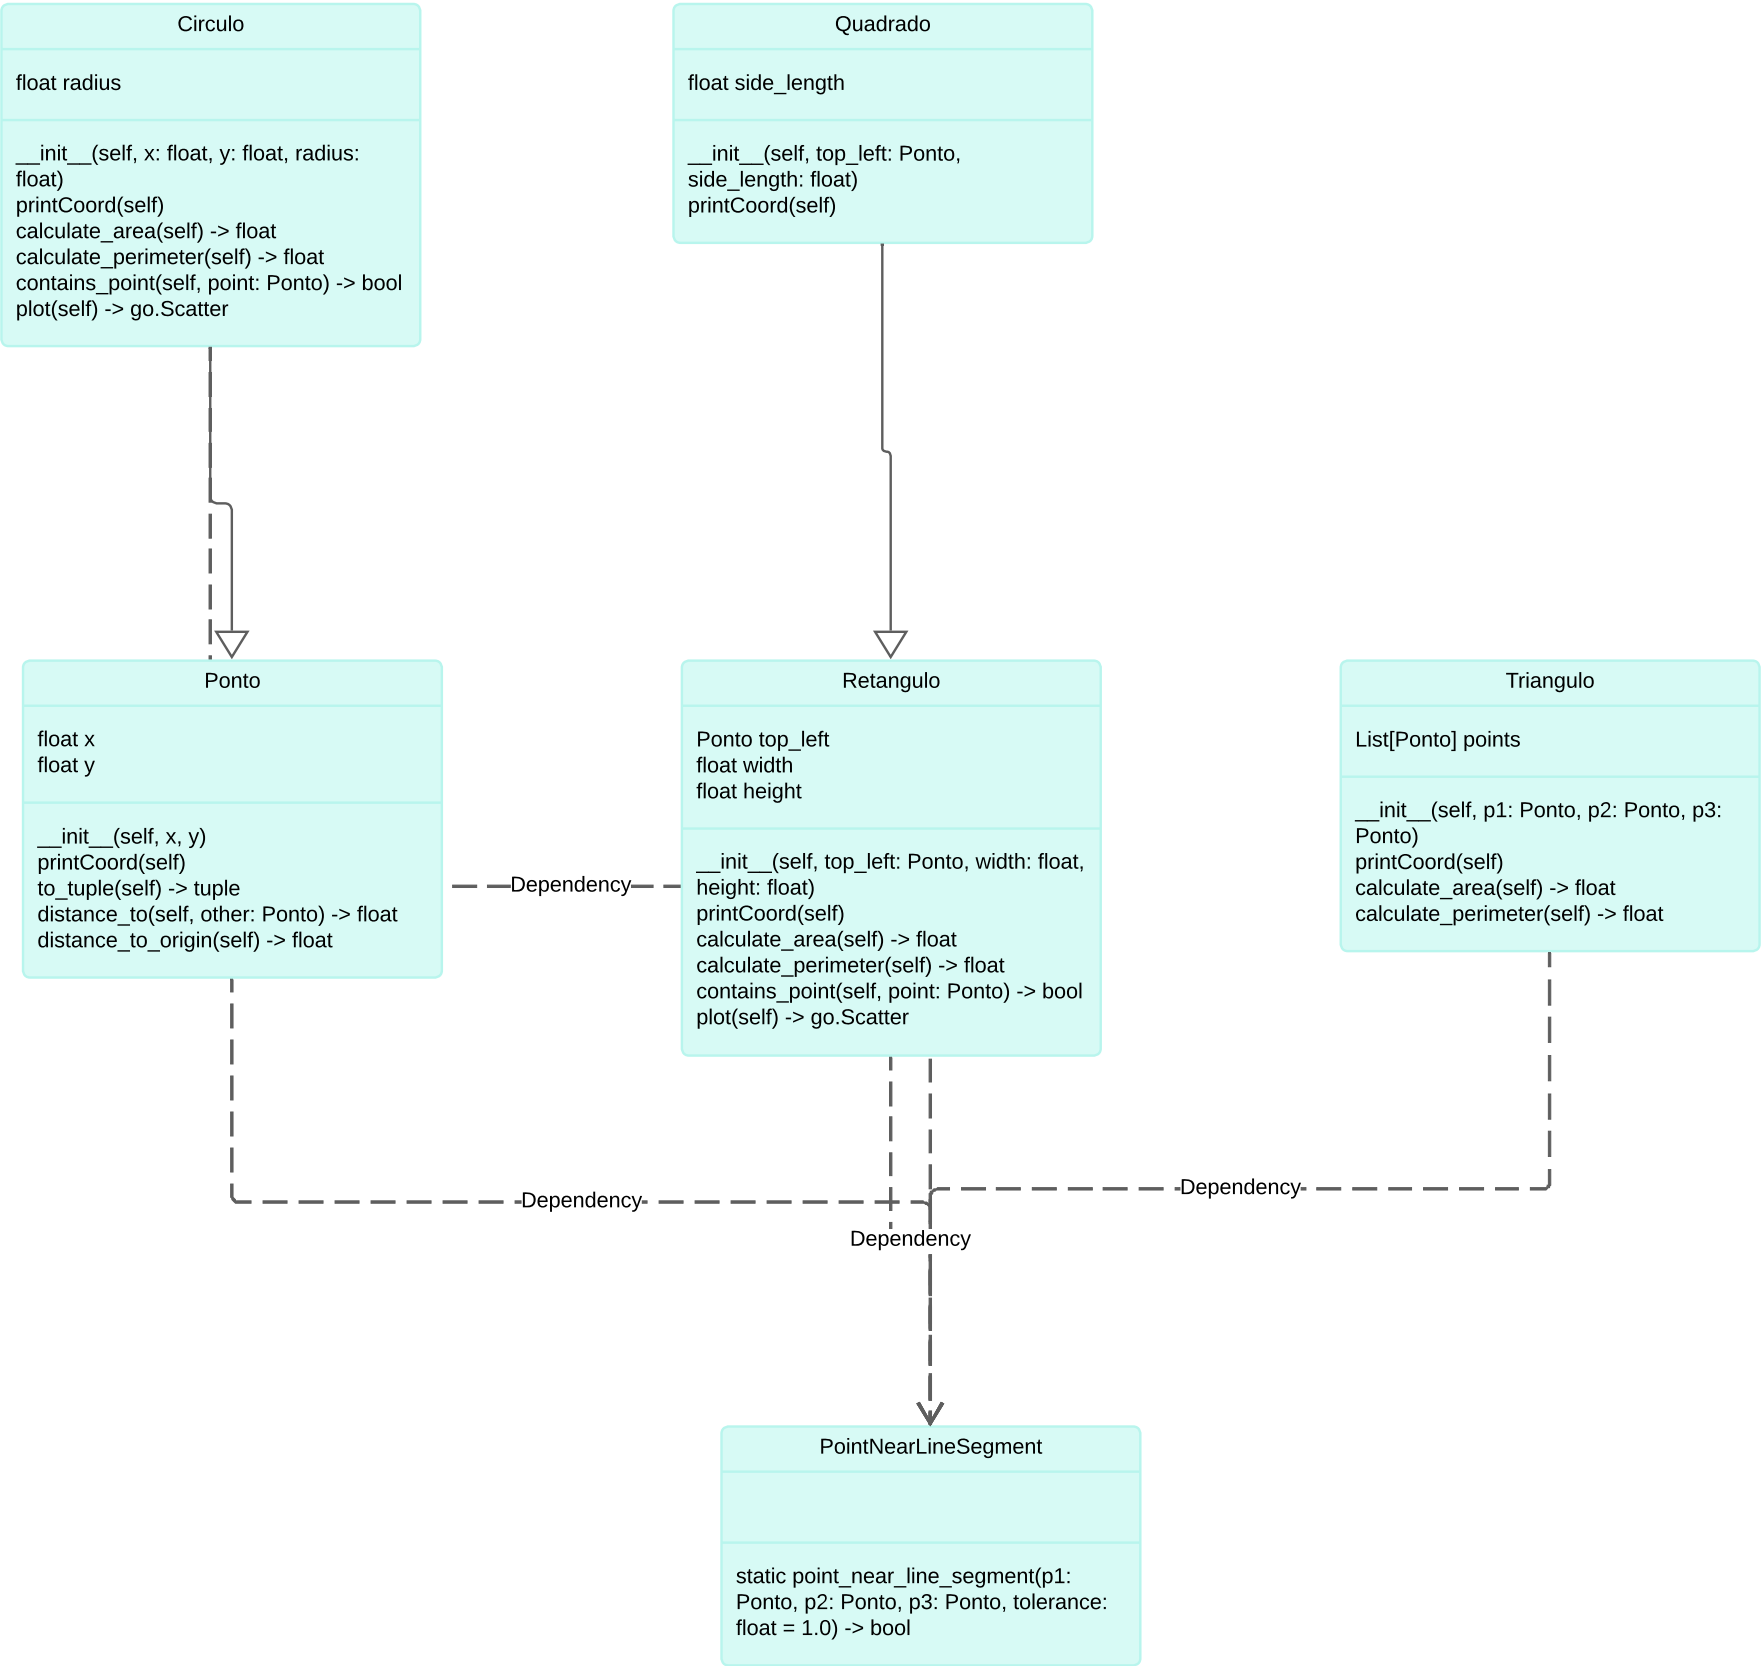 Circulo
float radius
__init__(self, x: float, y: float, radius:
float)
printCoord(self)
calculate_area(self) -> float
calculate_perimeter(self) -> float
contains_point(self, point: Ponto) -> bool
plot(self) -> go.Scatter
Quadrado
float side_length
__init__(self, top_left: Ponto,
side_length: float)
printCoord(self)
Ponto
float x
float y
__init__(self, x, y)
printCoord(self)
to_tuple(self) -> tuple
distance_to(self, other: Ponto) -> float
distance_to_origin(self) -> float
Dependency
Retangulo
Ponto top_left
float width
float height
__init__(self, top_left: Ponto, width: float,
height: float)
printCoord(self)
calculate_area(self) -> float
calculate_perimeter(self) -> float
contains_point(self, point: Ponto) -> bool
plot(self) -> go.Scatter
Triangulo
List[Ponto] points
__init__(self, p1: Ponto, p2: Ponto, p3:
Ponto)
printCoord(self)
calculate_area(self) -> float
calculate_perimeter(self) -> float
Dependency
Dependency
Dependency
PointNearLineSegment
static point_near_line_segment(p1:
Ponto, p2: Ponto, p3: Ponto, tolerance:
float = 1.0) -> bool